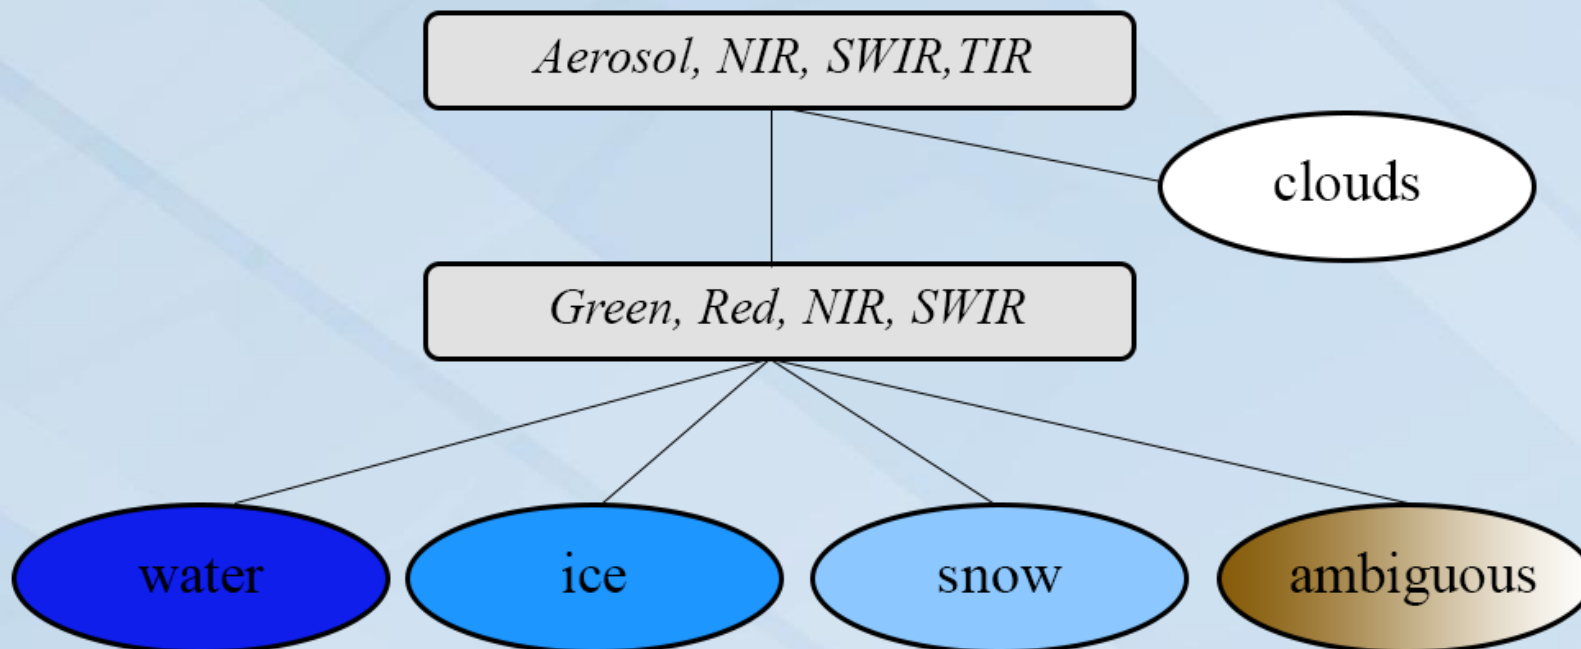 Aerosol, NIR, SWIR,TIR
clouds
Green, Red, NIR, SWIR
water
ice
snow
ambiguous